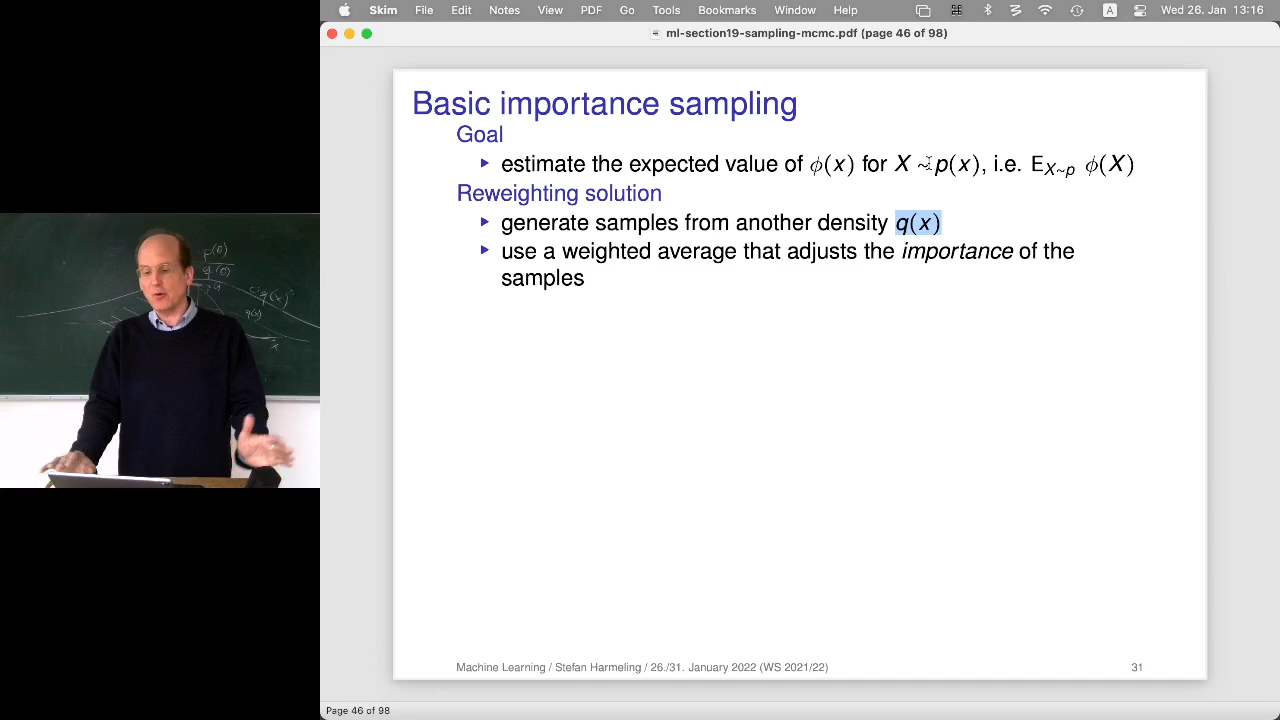 Skim File Edit Notes View PDF Go Tools Bookmarks Window Help Wed 26. Jan 13:16
ml-section19-sampling-mcmc.pdf (page 46 of 98)
Basic importance sampling
Goal
▸ estimate the expected value of ϕ(x) for X ~ p(x), i.e. E_{X~p} ϕ(X)
Reweighting solution
▸ generate samples from another density q(x)
▸ use a weighted average that adjusts the importance of the
samples
Machine Learning / Stefan Harmeling / 26./31. January 2022 (WS 2021/22) 31
Page 46 of 98